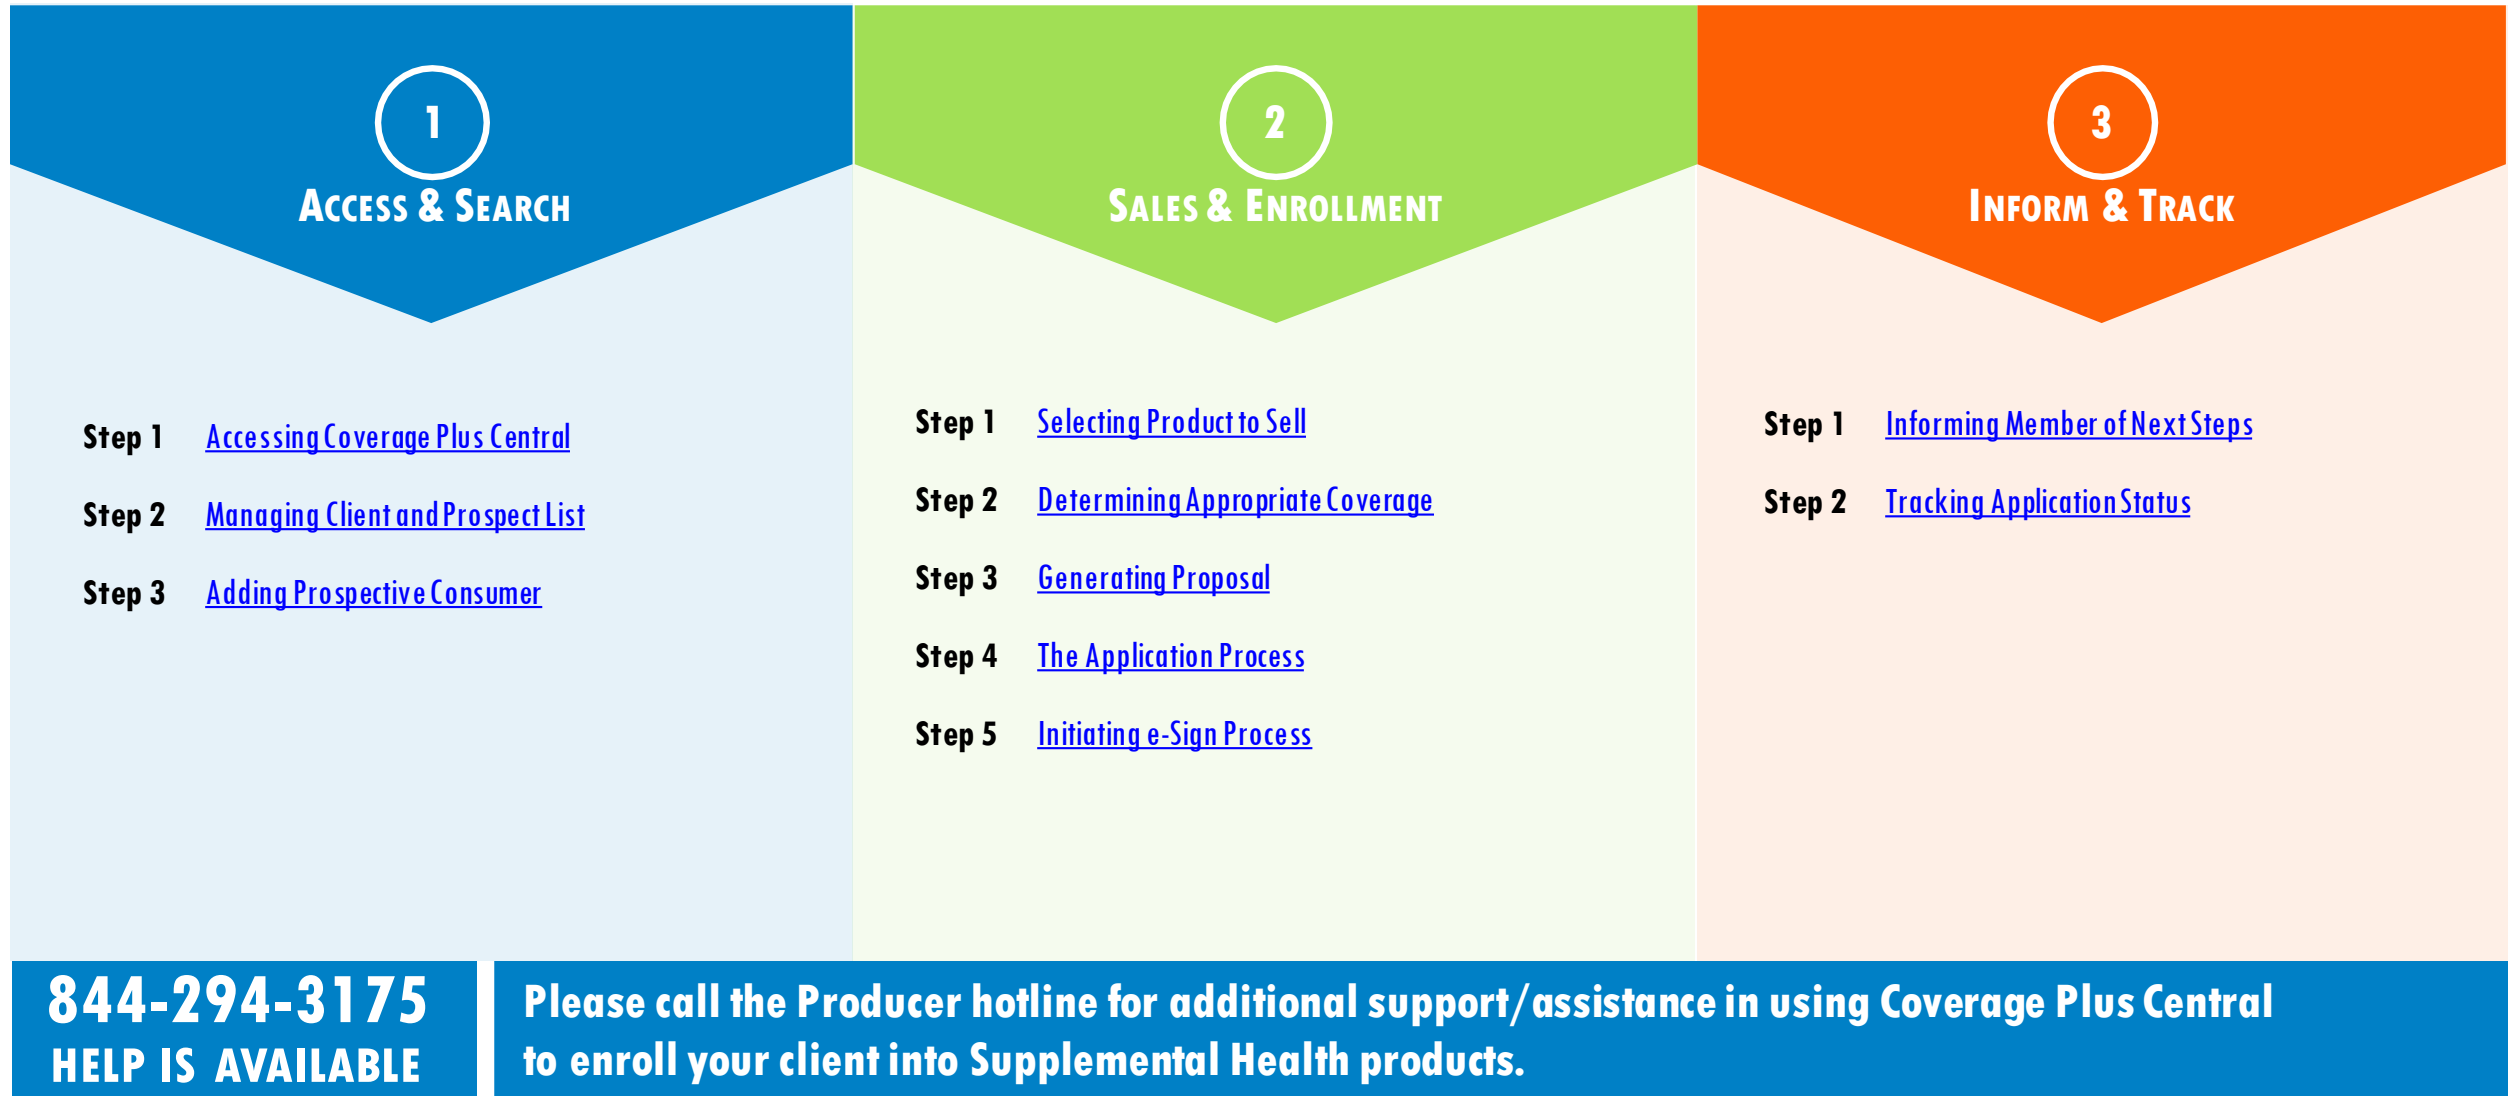 1
ACCESS & SEARCH
Step 1 Accessing Coverage Plus Central
Step 2 Managing Client and Prospect List
Step 3 Adding Prospective Consumer
2
SALES & ENROLLMENT
Step 1 Selecting Product to Sell
Step 2 Determining Appropriate Coverage
Step 3 Generating Proposal
Step 4 The Application Process
Step 5 Initiating e-Sign Process
3
INFORM & TRACK
Step 1 Informing Member of Next Steps
Step 2 Tracking Application Status
844-294-3175
HELP IS AVAILABLE
Please call the Producer hotline for additional support/assistance in using Coverage Plus Central
to enroll your client into Supplemental Health products.